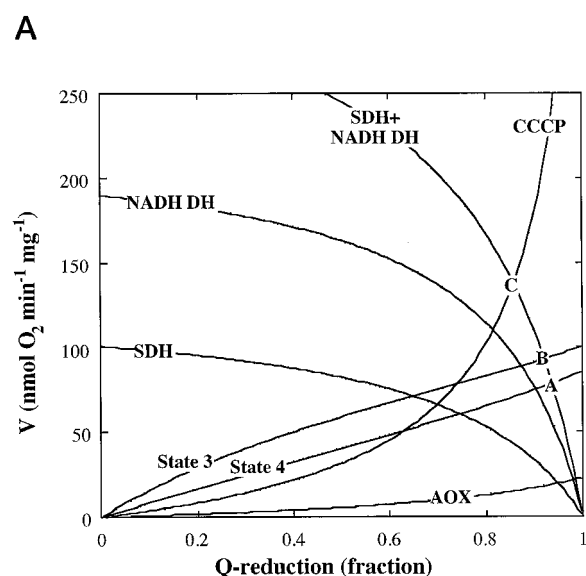 A
250
200
150
100
50
0
V (nmol O₂ min⁻¹ mg⁻¹)
SDH+
NADH DH
CCCP
NADH DH
C
SDH
B
A
State 3
State 4
AOX
0
0.2
0.4
0.6
0.8
1
Q-reduction (fraction)